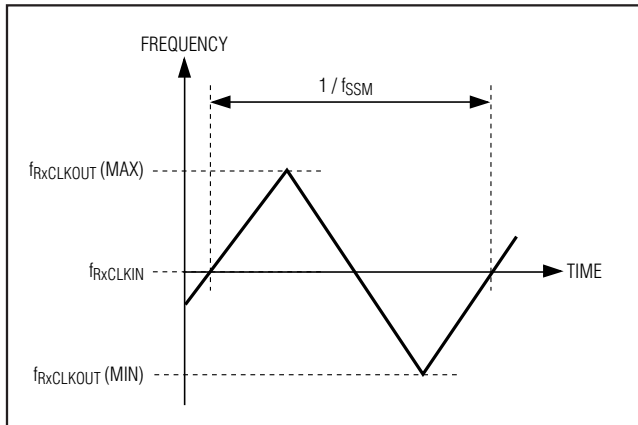 FREQUENCY
1 / fSSM
fRxCLKOUT (MAX)
fRxCLKIN
TIME
fRxCLKOUT (MIN)